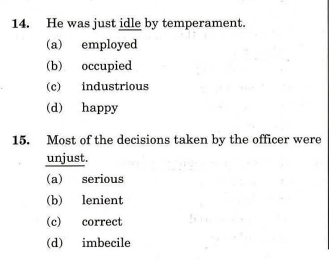 14. He was just idle by temperament.
(a) employed
(b) occupied
(c) industrious
(d) happy
15. Most of the decisions taken by the officer were
unjust.
(a) serious
(b) lenient
(c) correct
(d) imbecile